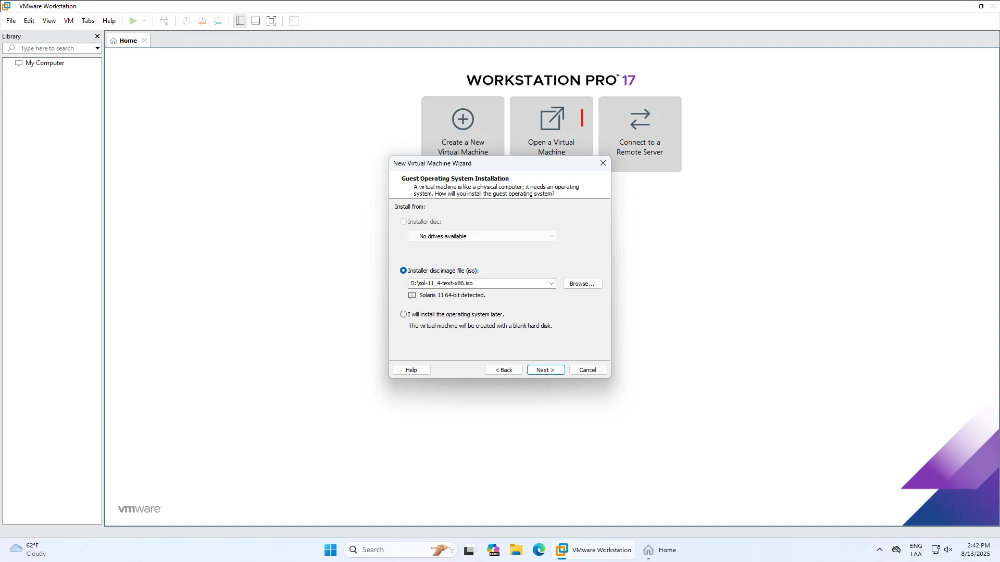 VMware Workstation
File Edit View VM Tabs Help
Library
Type here to search
My Computer
Home
WORKSTATION PRO™ 17
Create a New
Virtual Machine
Open a Virtual
Machine
Connect to a
Remote Server
New Virtual Machine Wizard
Guest Operating System Installation
A virtual machine is like a physical computer; it needs an operating
system. How will you install the guest operating system?
Install from:
Installer disc:
No drives available
Installer disc image file (iso):
D:\sol-11_4-text-x86.iso
Browse...
Solaris 11 64-bit detected.
I will install the operating system later.
The virtual machine will be created with a blank hard disk.
Help
< Back
Next >
Cancel
vmware
62°F
Cloudy
Search
M365
VMware Workstation
Home
ENG
LAA
2:42 PM
8/13/2025